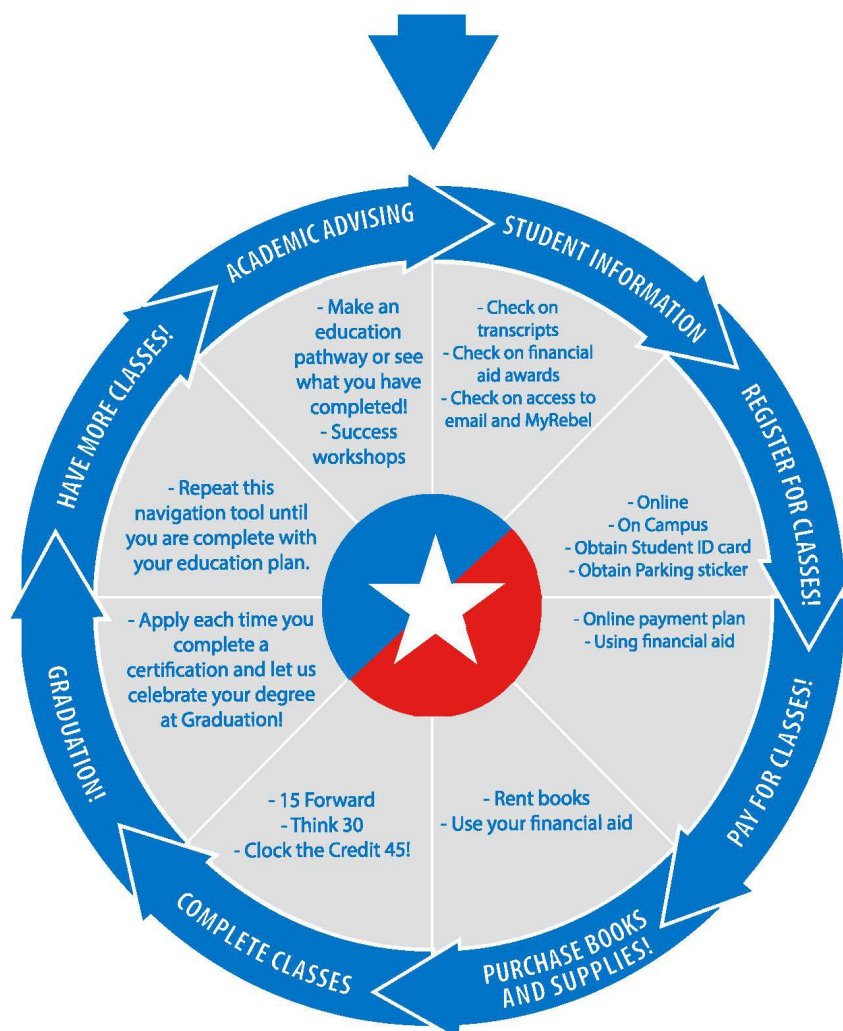 ACADEMIC ADVISING
- Make an
education
pathway or see
what you have
completed!
- Success
workshops
STUDENT INFORMATION
- Check on
transcripts
- Check on financial
aid awards
- Check on access to
email and MyRebel
REGISTER FOR CLASSES!
- Online
- On Campus
- Obtain Student ID card
- Obtain Parking sticker
PAY FOR CLASSES!
- Online payment plan
- Using financial aid
PURCHASE BOOKS
AND SUPPLIES!
- Rent books
- Use your financial aid
COMPLETE CLASSES
- 15 Forward
- Think 30
- Clock the Credit 45!
GRADUATION!
- Apply each time you
complete a
certification and let us
celebrate your degree
at Graduation!
HAVE MORE CLASSES!
- Repeat this
navigation tool until
you are complete with
your education plan.